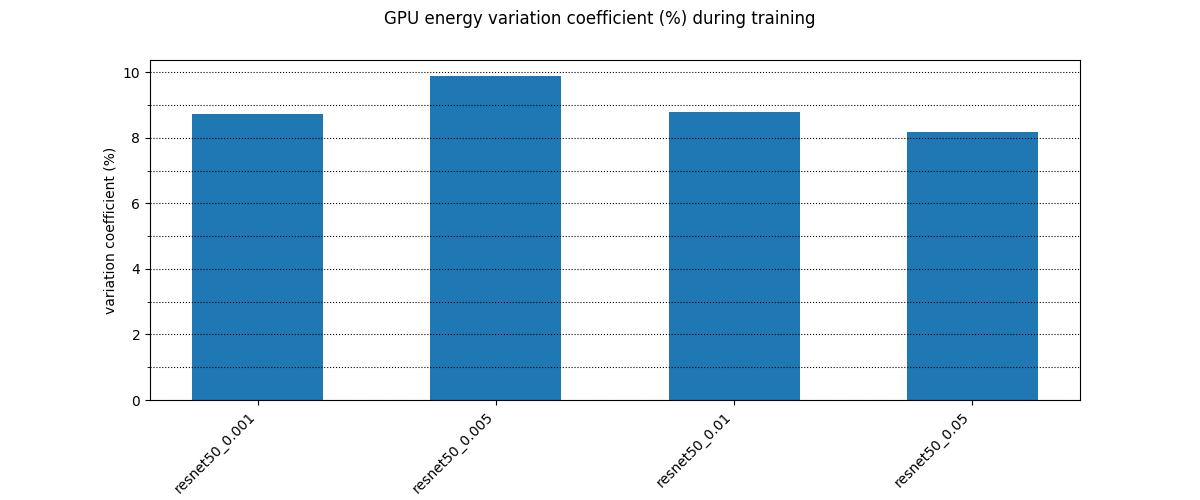 GPU energy variation coefficient (%) during training
variation coefficient (%)
10
8
6
4
2
0
resnet50_0.001
resnet50_0.005
resnet50_0.01
resnet50_0.05